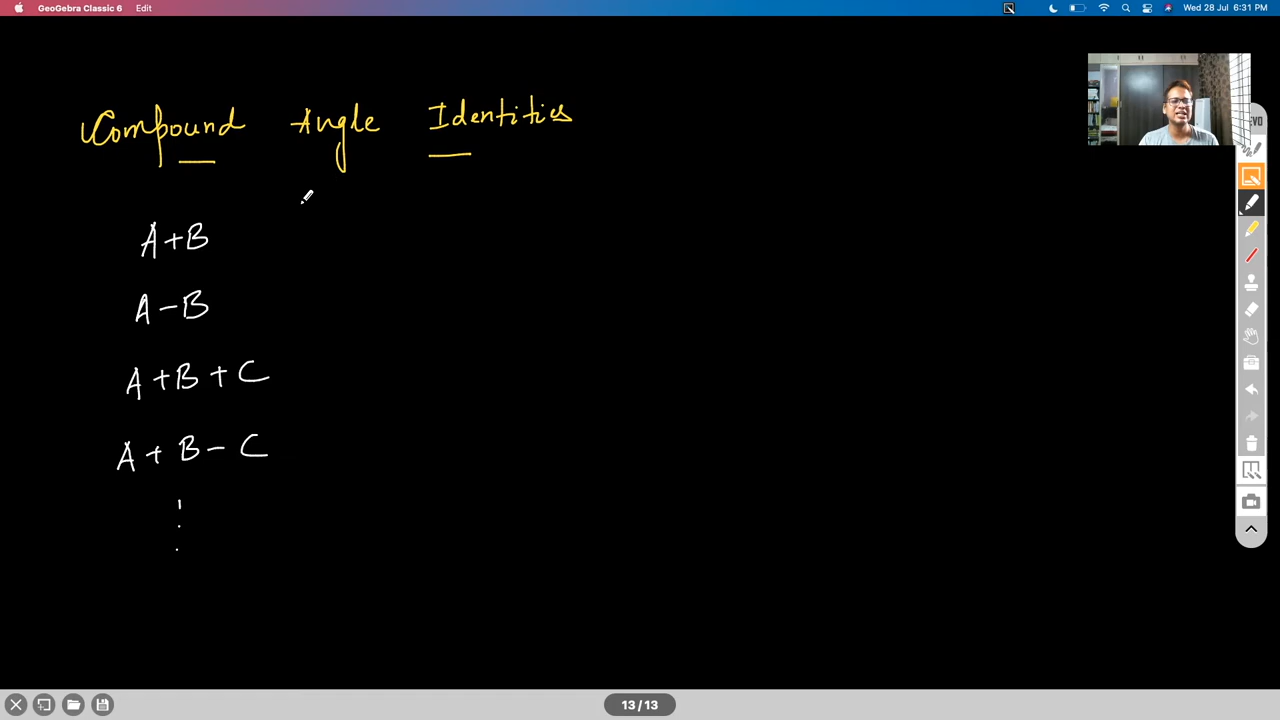 GeoGebra Classic 6 Edit Wed 28 Jul 6:31 PM
Compound Angle Identities
A+B
A-B
A+B+C
A+B-C
13/13